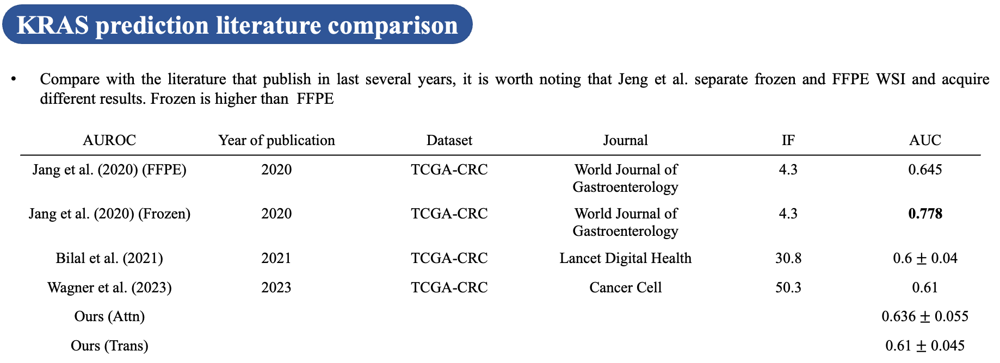 KRAS prediction literature comparison
• Compare with the literature that publish in last several years, it is worth noting that Jeng et al. separate frozen and FFPE WSI and acquire
different results. Frozen is higher than  FFPE
AUROC Year of publication Dataset Journal IF AUC
Jang et al. (2020) (FFPE) 2020 TCGA-CRC World Journal of 4.3 0.645
Gastroenterology
Jang et al. (2020) (Frozen) 2020 TCGA-CRC World Journal of 4.3 0.778
Gastroenterology
Bilal et al. (2021) 2021 TCGA-CRC Lancet Digital Health 30.8 0.6 ± 0.04
Wagner et al. (2023) 2023 TCGA-CRC Cancer Cell 50.3 0.61
Ours (Attn) 0.636 ± 0.055
Ours (Trans) 0.61 ± 0.045